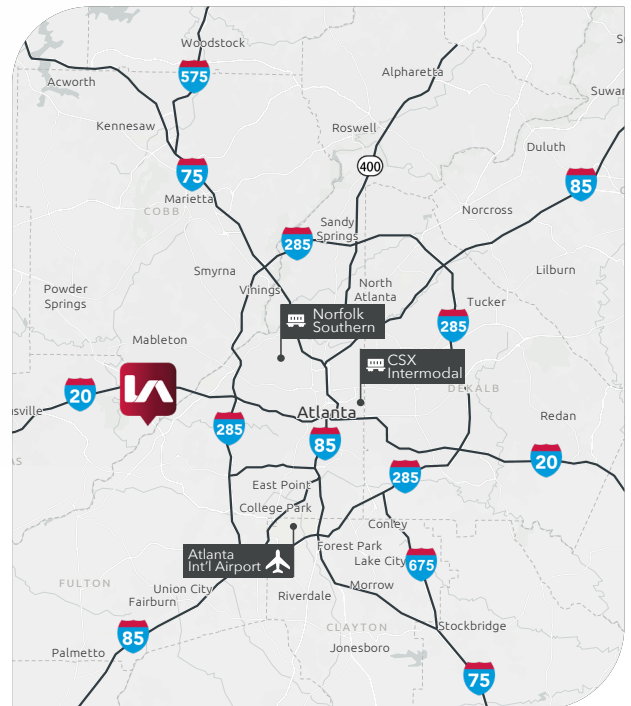 Woodstock
575
Acworth
Alpharetta
Kennesaw
Roswell
Duluth
400
75
85
Marietta
COBB
Norcross
Sandy
Springs
285
Smyrna
Lilburn
Vinings
North
Atlanta
Powder
Springs
Tucker
Norfolk
Southern
285
Mableton
CSX
Intermodal
DEKALB
20
Atlanta
Redan
285
85
20
285
East Point
College Park
Conley
Forest Park
Atlanta
Int'l Airport
Lake City
675
FULTON
Union City
Morrow
Fairburn
Riverdale
CLAYTON
Stockbridge
85
Palmetto
Jonesboro
75